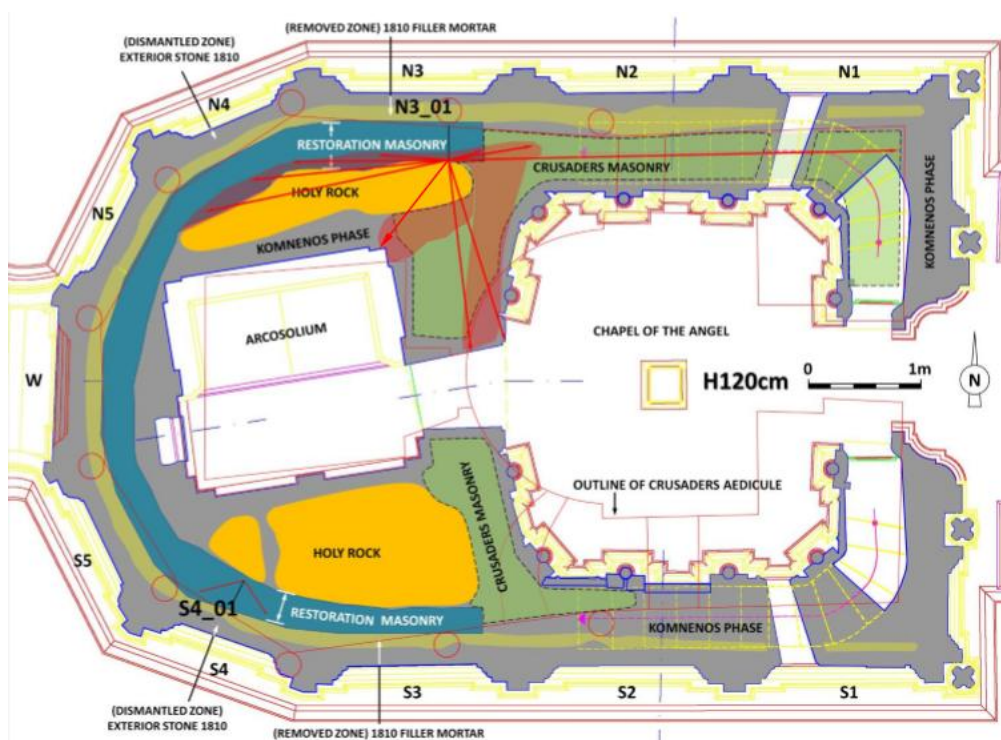 (REMOVED ZONE) 1810 FILLER MORTAR
(DISMANTLED ZONE)
EXTERIOR STONE 1810
N3
N2
N1
N4
N3_01
RESTORATION MASONRY
CRUSADERS MASONRY
HOLY ROCK
N5
KOMNENOS PHASE
KOMNENOS PHASE
ARCOSOLIUM
CHAPEL OF THE ANGEL
W
H120cm
0
1m
N
CRUSADERS MASONRY
OUTLINE OF CRUSADERS AEDICULE
HOLY ROCK
S5
S4_01
RESTORATION MASONRY
KOMNENOS PHASE
S4
S3
S2
S1
(DISMANTLED ZONE)
EXTERIOR STONE 1810
(REMOVED ZONE) 1810 FILLER MORTAR